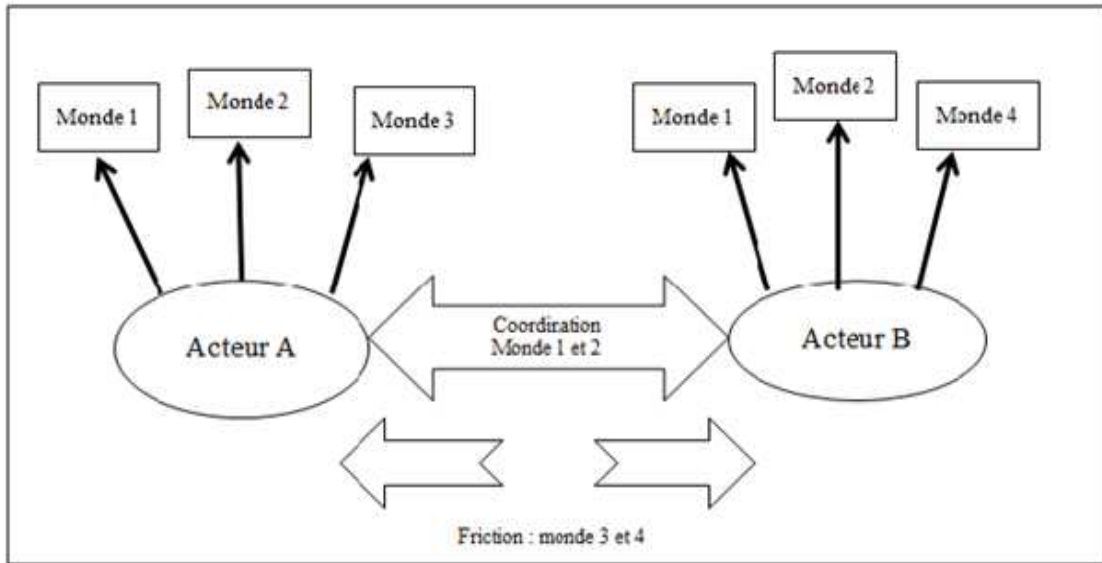 Monde 1
Monde 2
Monde 3
Monde 1
Monde 2
Monde 4
Acteur A
Coordiration
Monde 1 et 2
Acteur B
Friction : monde 3 et 4